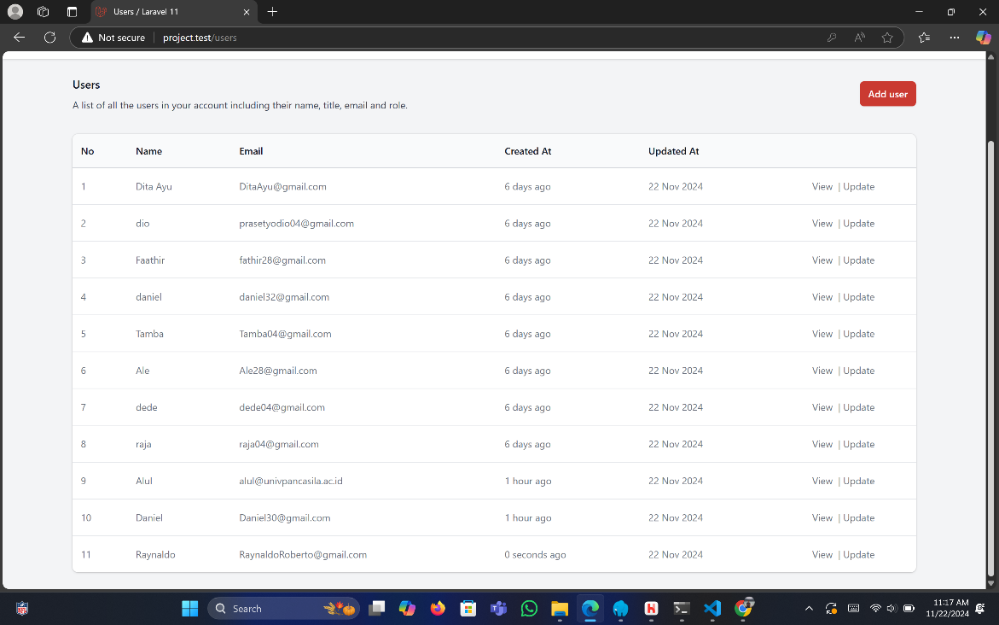 Users / Laravel 11
Not secure project.test/users
Users
A list of all the users in your account including their name, title, email and role.
Add user
No Name Email Created At Updated At
1 Dita Ayu DitaAyu@gmail.com 6 days ago 22 Nov 2024 View | Update
2 dio prasetyodio04@gmail.com 6 days ago 22 Nov 2024 View | Update
3 Faathir fathir28@gmail.com 6 days ago 22 Nov 2024 View | Update
4 daniel daniel32@gmail.com 6 days ago 22 Nov 2024 View | Update
5 Tamba Tamba04@gmail.com 6 days ago 22 Nov 2024 View | Update
6 Ale Ale28@gmail.com 6 days ago 22 Nov 2024 View | Update
7 dede dede04@gmail.com 6 days ago 22 Nov 2024 View | Update
8 raja raja04@gmail.com 6 days ago 22 Nov 2024 View | Update
9 Alul alul@univpancasila.ac.id 1 hour ago 22 Nov 2024 View | Update
10 Daniel Daniel30@gmail.com 1 hour ago 22 Nov 2024 View | Update
11 Raynaldo RaynaldoRoberto@gmail.com 0 seconds ago 22 Nov 2024 View | Update
Search
11:17 AM
11/22/2024